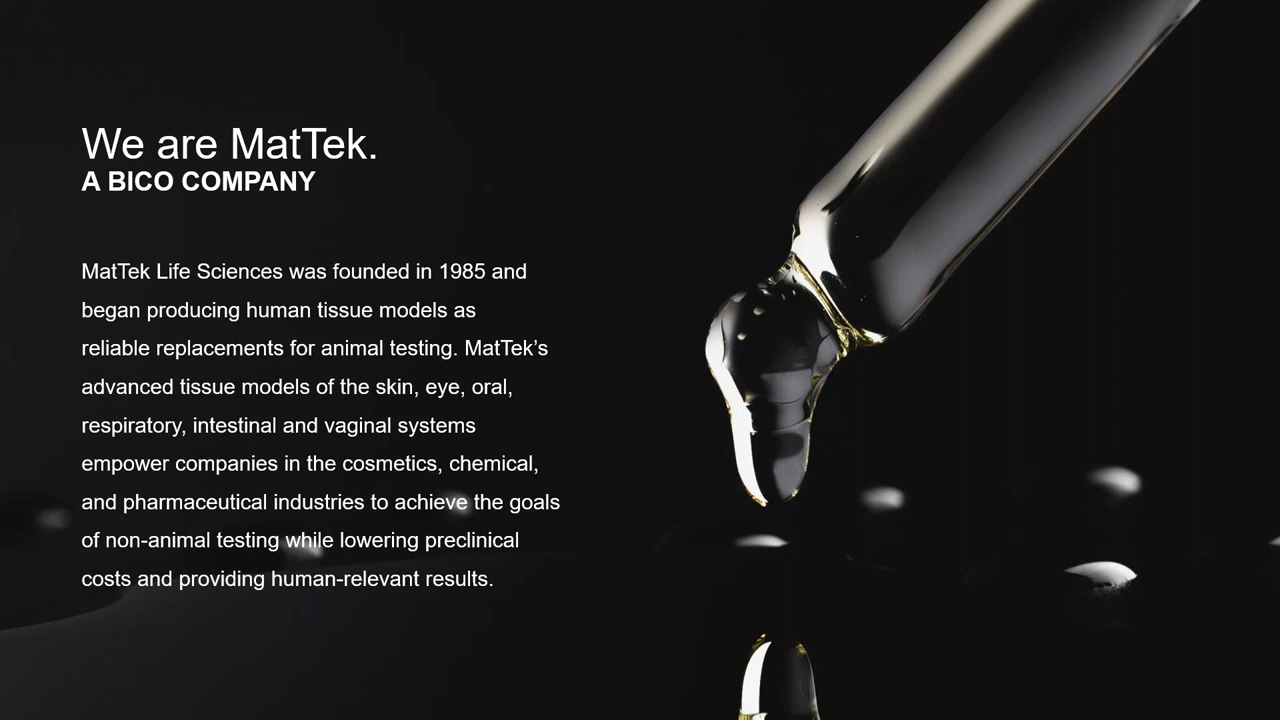 We are MatTek.
A BICO COMPANY
MatTek Life Sciences was founded in 1985 and
began producing human tissue models as
reliable replacements for animal testing. MatTek’s
advanced tissue models of the skin, eye, oral,
respiratory, intestinal and vaginal systems
empower companies in the cosmetics, chemical,
and pharmaceutical industries to achieve the goals
of non-animal testing while lowering preclinical
costs and providing human-relevant results.